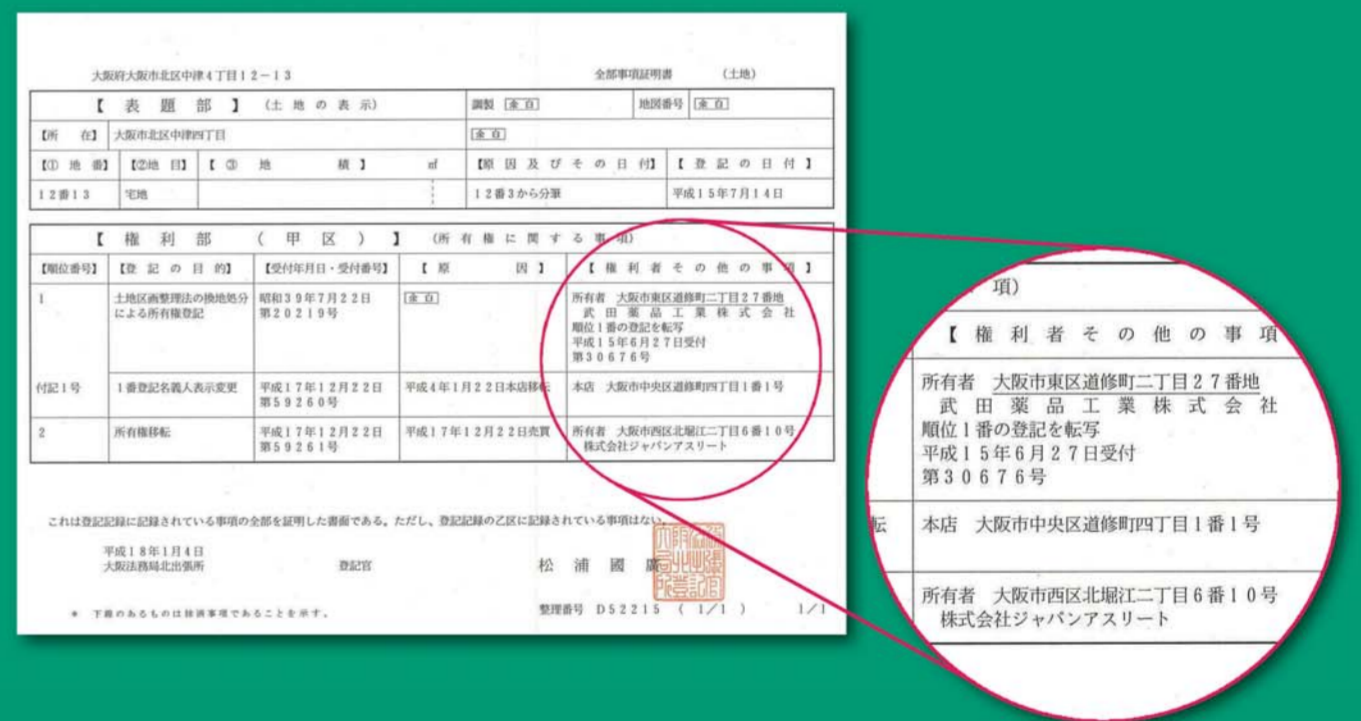 大阪府大阪市北区中津4丁目12-13 全部事項証明書 (土地)
【 表 題 部 】 (土地の表示) 調製 余白 地図番号 余白
【所 在】 大阪市北区中津四丁目 余白
【① 地 番】 【②地 目】 【 ③ 地 積 】 ㎡ 【原因及びその日付】 【 登記の日付 】
12番13 宅地 12番3から分筆 平成15年7月14日
【 権 利 部 ( 甲 区 ) 】 (所有権に関する事項)
【順位番号】 【登記の目的】 【受付年月日・受付番号】 【 原 因 】 【 権利者その他の事項 】
1 土地区画整理法の換地処分 昭和39年7月22日 余白 所有者 大阪市東区道修町二丁目27番地
による所有権登記 第20219号 武田薬品工業株式会社
順位1番の登記を転写
平成15年6月27日受付
第30676号
付記1号 1番登記名義人表示変更 平成17年12月22日 平成4年1月22日本店移転 本店 大阪市中央区道修町四丁目1番1号
第59260号
2 所有権移転 平成17年12月22日 平成17年12月22日売買 所有者 大阪市西区北堀江二丁目6番10号
第59261号 株式会社ジャパンアスリート
これは登記記録に記録されている事項の全部を証明した書面である。ただし、登記記録の乙区に記録されている事項はない。
平成18年1月4日
大阪法務局北出張所 登記官 松浦國廣
* 下線のあるものは抹消事項であることを示す。 整理番号 D52215 ( 1/1 ) 1/1
項)
【 権利者その他の事項
所有者 大阪市東区道修町二丁目27番地
武田薬品工業株式会社
順位1番の登記を転写
平成15年6月27日受付
第30676号
転 本店 大阪市中央区道修町四丁目1番1号
所有者 大阪市西区北堀江二丁目6番10号
株式会社ジャパンアスリート